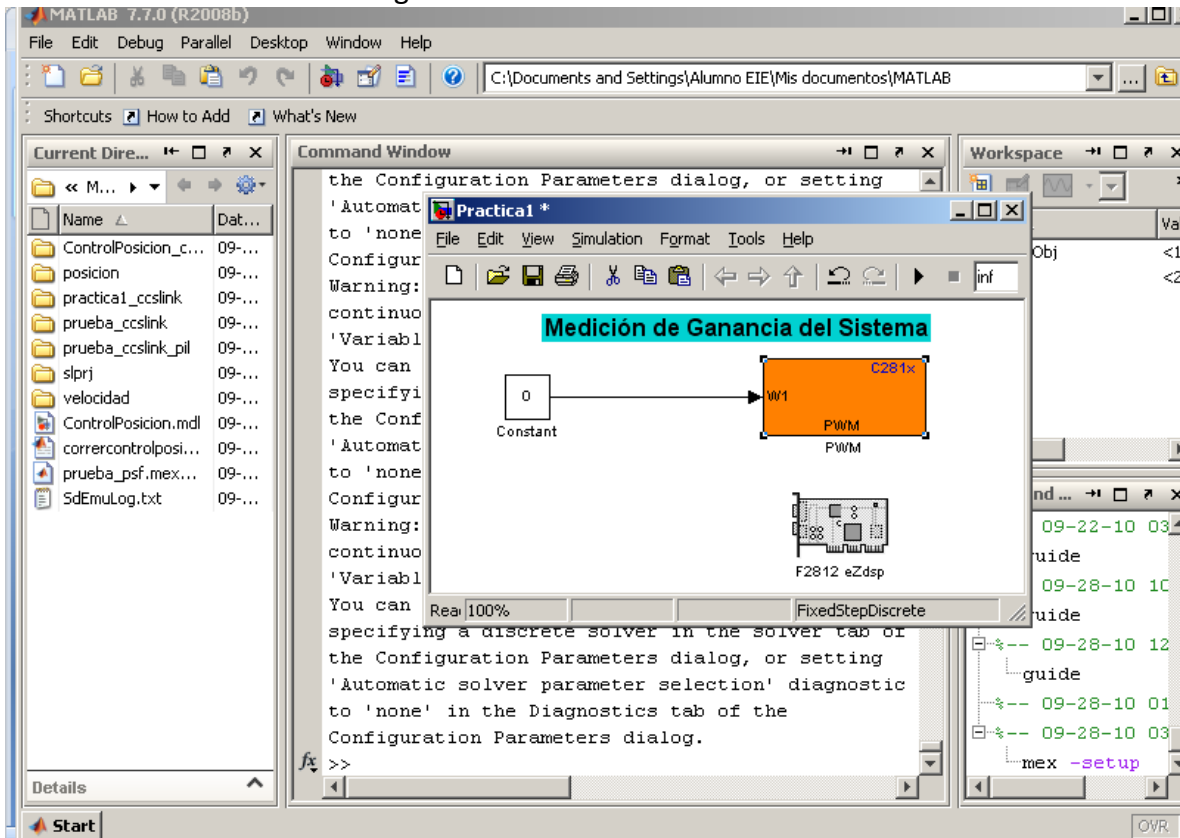 MATLAB 7.7.0 (R2008b)
File Edit Debug Parallel Desktop Window Help
C:\Documents and Settings\Alumno EIE\Mis documentos\MATLAB
Shortcuts How to Add What's New
Current Dire...
« M...
Name Dat...
ControlPosicion_c... 09-...
posicion 09-...
practica1_ccslink 09-...
prueba_ccslink 09-...
prueba_ccslink_pil 09-...
slprj 09-...
velocidad 09-...
ControlPosicion.mdl 09-...
corrercontrolposi... 09-...
prueba_psf.mex... 09-...
SdEmuLog.txt 09-...
Details
Command Window
the Configuration Parameters dialog, or setting
'Automat
to 'none
Configur
Warning:
continuo
'Variabl
You can
specifyi
the Conf
'Automat
to 'none
Configur
Warning:
continuo
'Variabl
You can
specifying a discrete solver in the solver tab of
the Configuration Parameters dialog, or setting
'Automatic solver parameter selection' diagnostic
to 'none' in the Diagnostics tab of the
Configuration Parameters dialog.
fx >>
Practica1 *
File Edit View Simulation Format Tools Help
inf
Medición de Ganancia del Sistema
C281x
0
W1
PWM
Constant
PWM
F2812 eZdsp
100%
FixedStepDiscrete
Workspace
Va
Obj <1
<2
nd ...
09-22-10 03
uide
09-28-10 10
uide
%-- 09-28-10 12
guide
%-- 09-28-10 01
%-- 09-28-10 03
mex -setup
Start
OVR